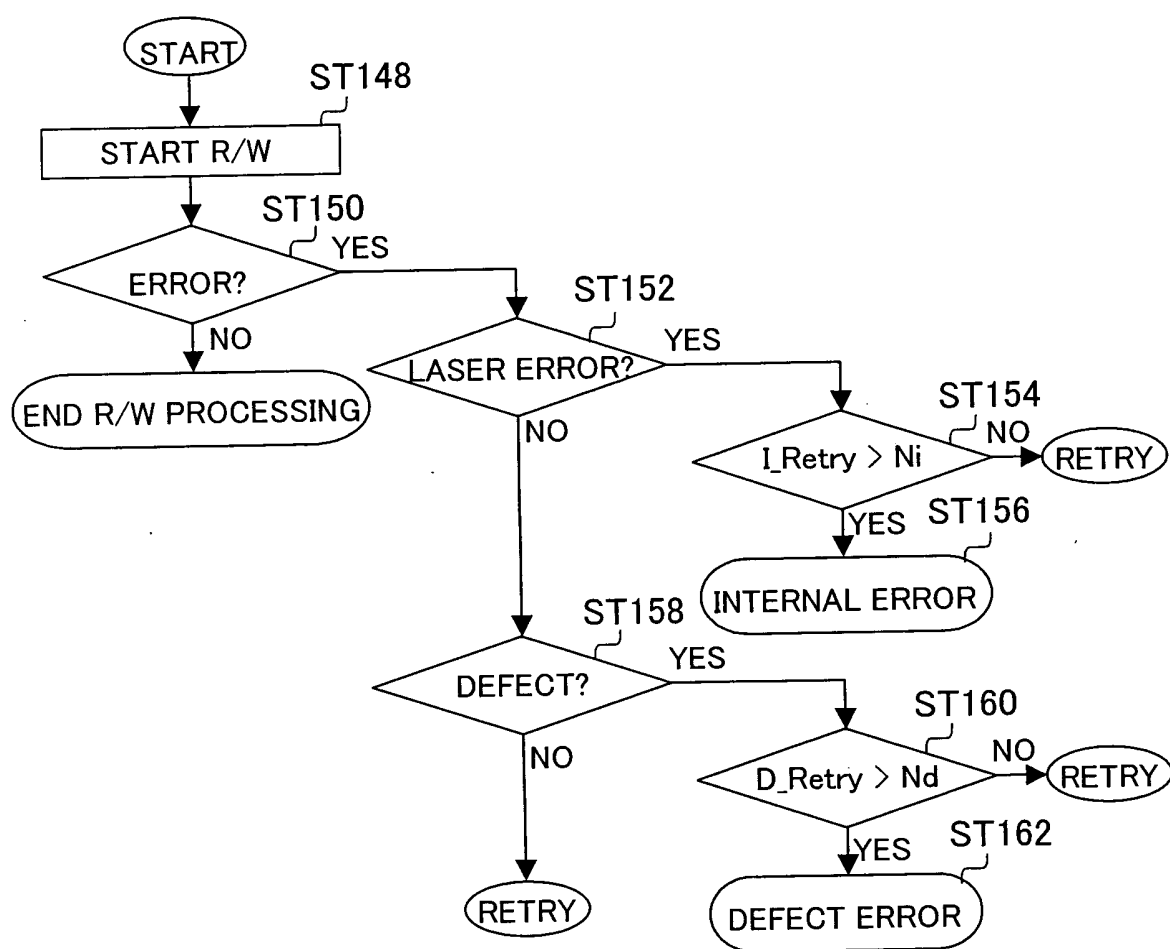 START
ST148
START R/W
ST150
YES
ERROR?
NO
END R/W PROCESSING
ST152
YES
LASER ERROR?
NO
ST154
NO
I_Retry > Ni
RETRY
YES
ST156
INTERNAL ERROR
ST158
YES
DEFECT?
NO
ST160
NO
D_Retry > Nd
RETRY
YES
ST162
DEFECT ERROR
RETRY